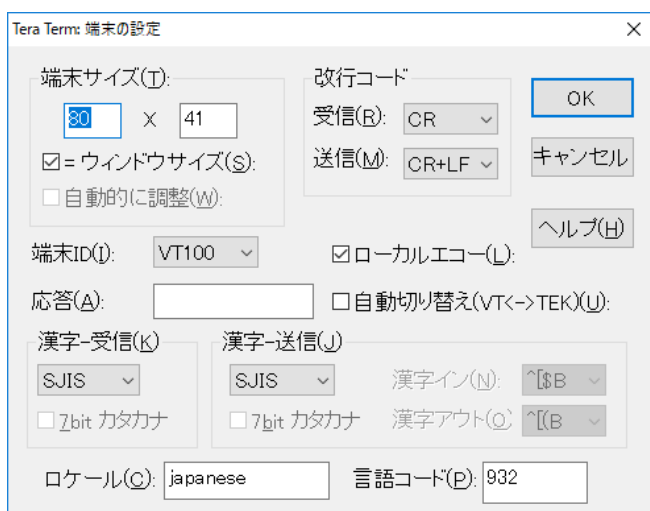 Tera Term: 端末の設定
端末サイズ(T):
80 X 41
☑= ウィンドウサイズ(S):
□自動的に調整(W):
改行コード
受信(R): CR
送信(M): CR+LF
OK
キャンセル
ヘルプ(H)
端末ID(I): VT100
☑ローカルエコー(L):
応答(A):
□自動切り替え(VT<->TEK)(U):
漢字-受信(K)
SJIS
□7bit カタカナ
漢字-送信(J)
SJIS
□7bit カタカナ
漢字イン(N): ^[$B
漢字アウト(O) ^[(B
ロケール(C): japanese
言語コード(P): 932